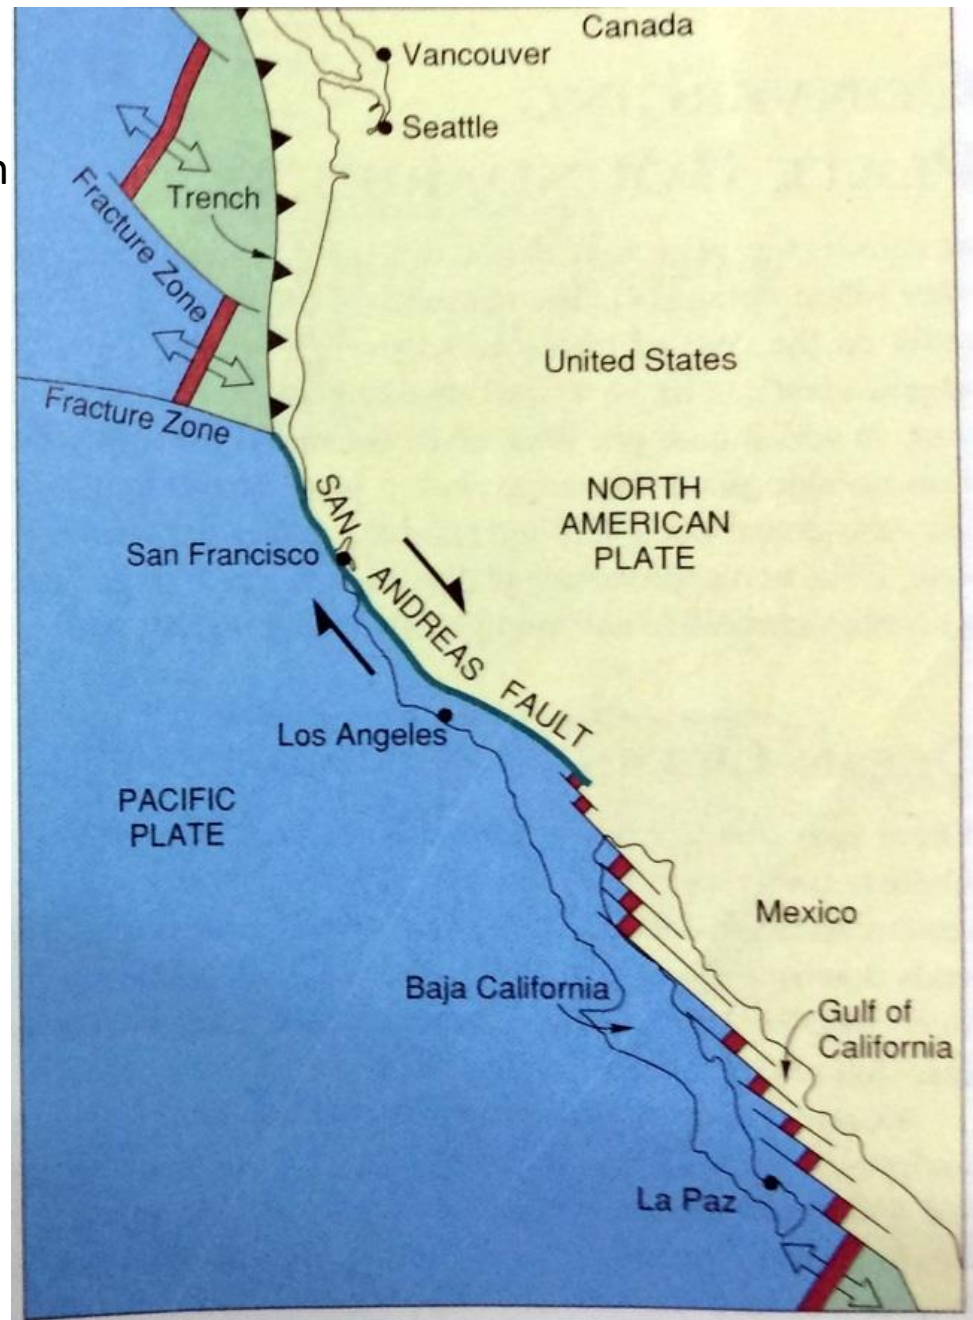 Canada
Vancouver
Seattle
n
Trench
Fracture Zone
United States
Fracture Zone
NORTH
AMERICAN
PLATE
SAN ANDREAS FAULT
San Francisco
Los Angeles
PACIFIC
PLATE
Mexico
Baja California
Gulf of
California
La Paz